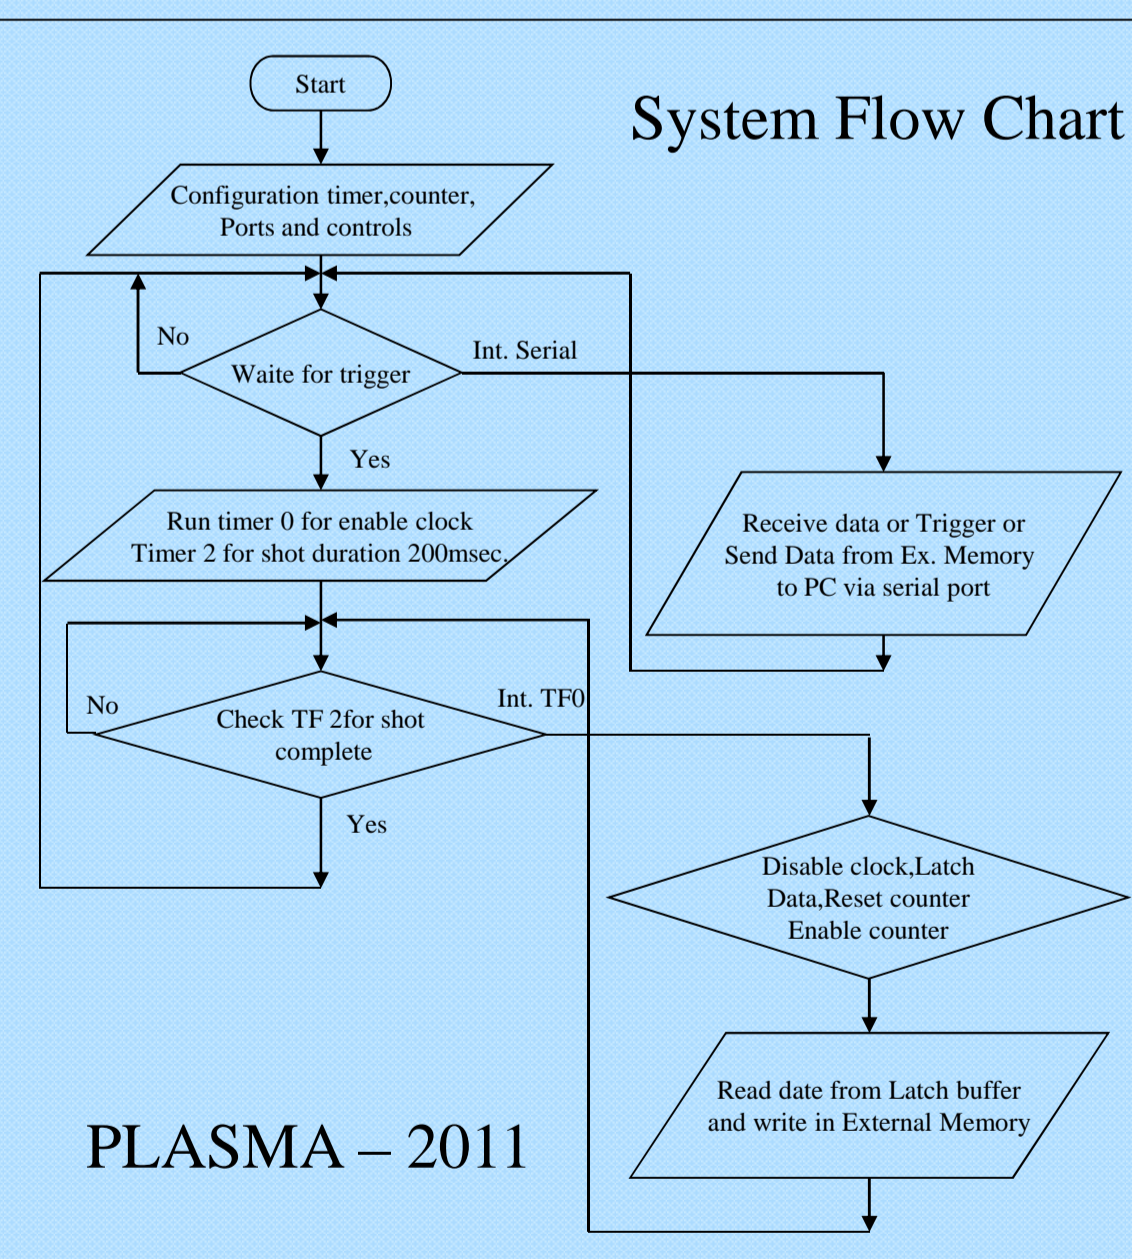 Start
System Flow Chart
Configuration timer,counter,
Ports and controls
No
Int. Serial
Waite for trigger
Yes
Run timer 0 for enable clock
Timer 2 for shot duration 200msec.
Receive data or Trigger or
Send Data from Ex. Memory
to PC via serial port
No
Int. TF0
Check TF 2for shot
complete
Yes
Disable clock,Latch
Data,Reset counter
Enable counter
Read date from Latch buffer
and write in External Memory
PLASMA – 2011